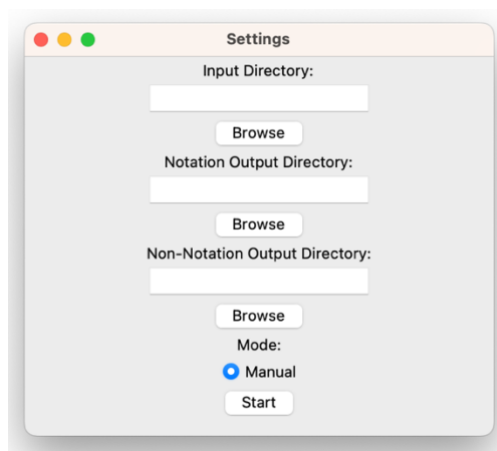 Settings
Input Directory:
Browse
Notation Output Directory:
Browse
Non-Notation Output Directory:
Browse
Mode:
Manual
Start